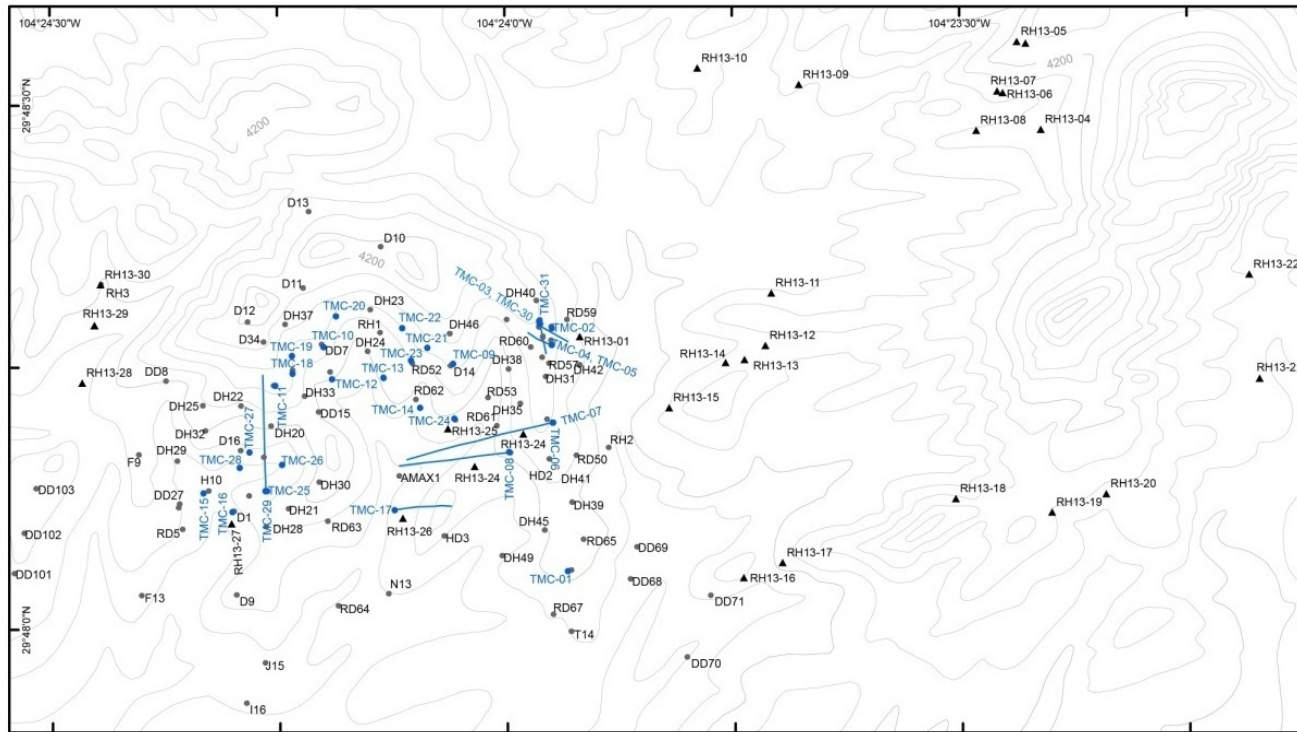 104°24'30"W
104°24'0"W
104°23'30"W
RH13-05
4200
RH13-10
RH13-09
RH13-07
RH13-06
29°48'30"N
4200
RH13-08
RH13-04
D13
D10
4200
RH13-22
RH13-30
RH3
D11
TMC-03, TMC-30
DH40
TMC-31
RH13-11
DH23
TMC-20
RH13-29
D12
DH37
RH1
TMC-22
DH46
RD59
TMC-02
RH13-01
D34
TMC-10
TMC-19
DH24
TMC-21
RD60
RH13-12
DD7
TMC-23
TMC-09
DH38
TMC-04, TMC-05
RH13-14
TMC-18
TMC-13
RD52
D14
RD57
DH42
RH13-13
RH13-28
DD8
TMC-12
DH31
TMC-11
DH33
RD62
RD53
DH22
DH25
DD15
TMC-14
DH35
RH13-15
TMC-27
TMC-24
RD61
TMC-07
DH32
DH20
RH13-25
RH13-24
D16
RH2
F9
DH29
TMC-28
TMC-26
RH13-24
TMC-08
TMC-06
RD50
HD2
AMAX1
DH41
DD103
H10
TMC-25
DH30
RH13-18
RH13-20
DD27
TMC-15
TMC-16
TMC-29
DH21
TMC-17
DH39
RH13-19
RD5
D1
DH28
RD63
RH13-26
HD3
DH45
DD102
RD65
DD69
RH13-27
DH49
RH13-17
DD101
TMC-01
DD68
RH13-16
F13
D9
N13
DD71
RD64
RD67
T14
29°48'0"N
J15
DD70
I16